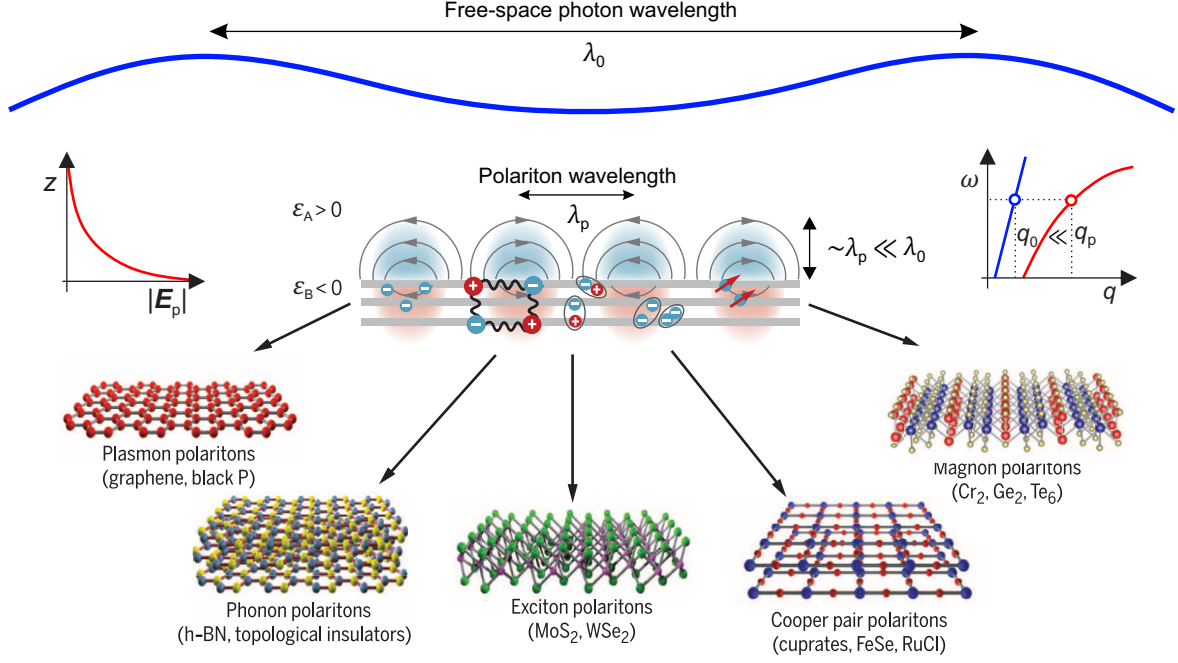 Free-space photon wavelength
λ₀
z
|Eₚ|
Polariton wavelength
λₚ
ε_A > 0
ε_B < 0
~λₚ ≪ λ₀
ω
q₀ ≪ qₚ
q
Plasmon polaritons
(graphene, black P)
Magnon polaritons
(Cr₂, Ge₂, Te₆)
Phonon polaritons
(h-BN, topological insulators)
Exciton polaritons
(MoS₂, WSe₂)
Cooper pair polaritons
(cuprates, FeSe, RuCl)